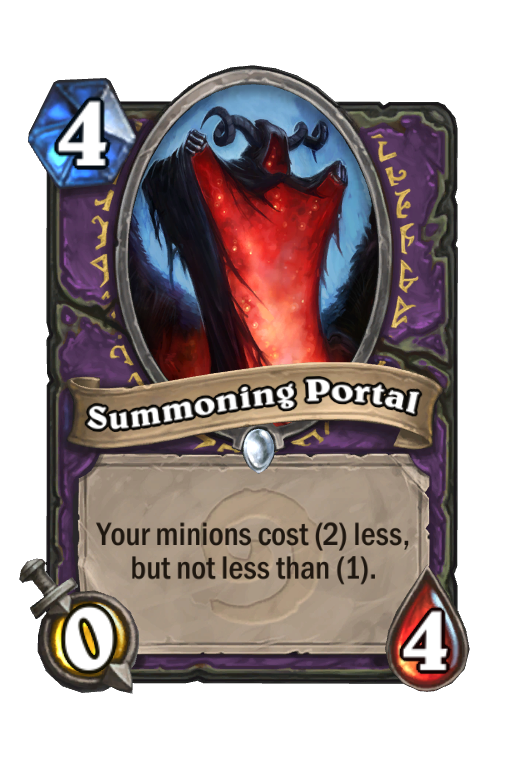 4
Summoning Portal
Your minions cost (2) less,
but not less than (1).
0
4